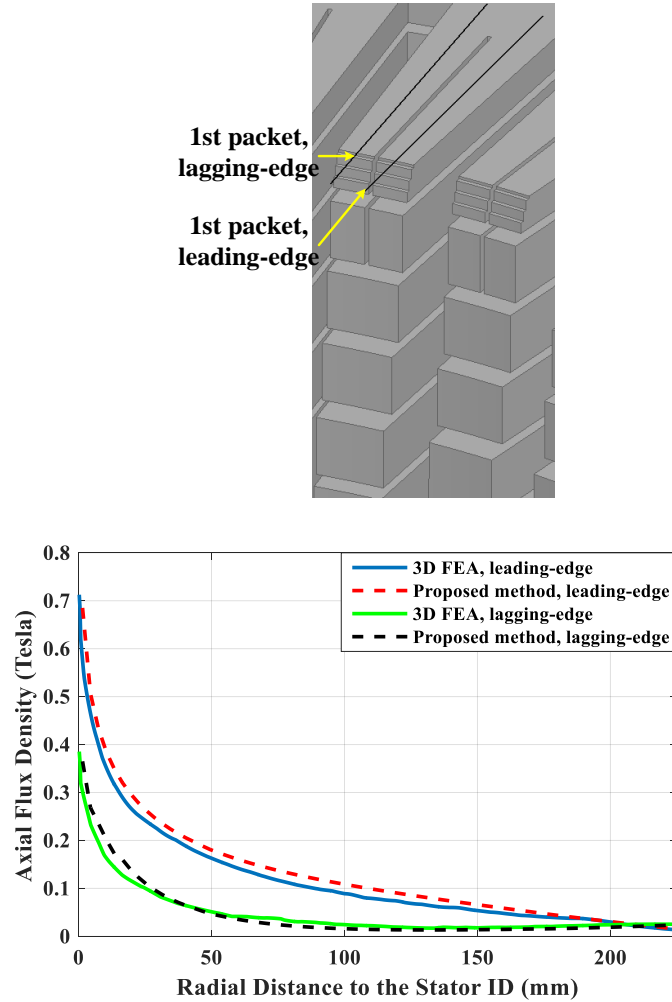 1st packet,
lagging-edge
1st packet,
leading-edge
0.8
0.7
0.6
0.5
0.4
0.3
0.2
0.1
0
Axial Flux Density (Tesla)
3D FEA, leading-edge
Proposed method, leading-edge
3D FEA, lagging-edge
Proposed method, lagging-edge
0 50 100 150 200
Radial Distance to the Stator ID (mm)